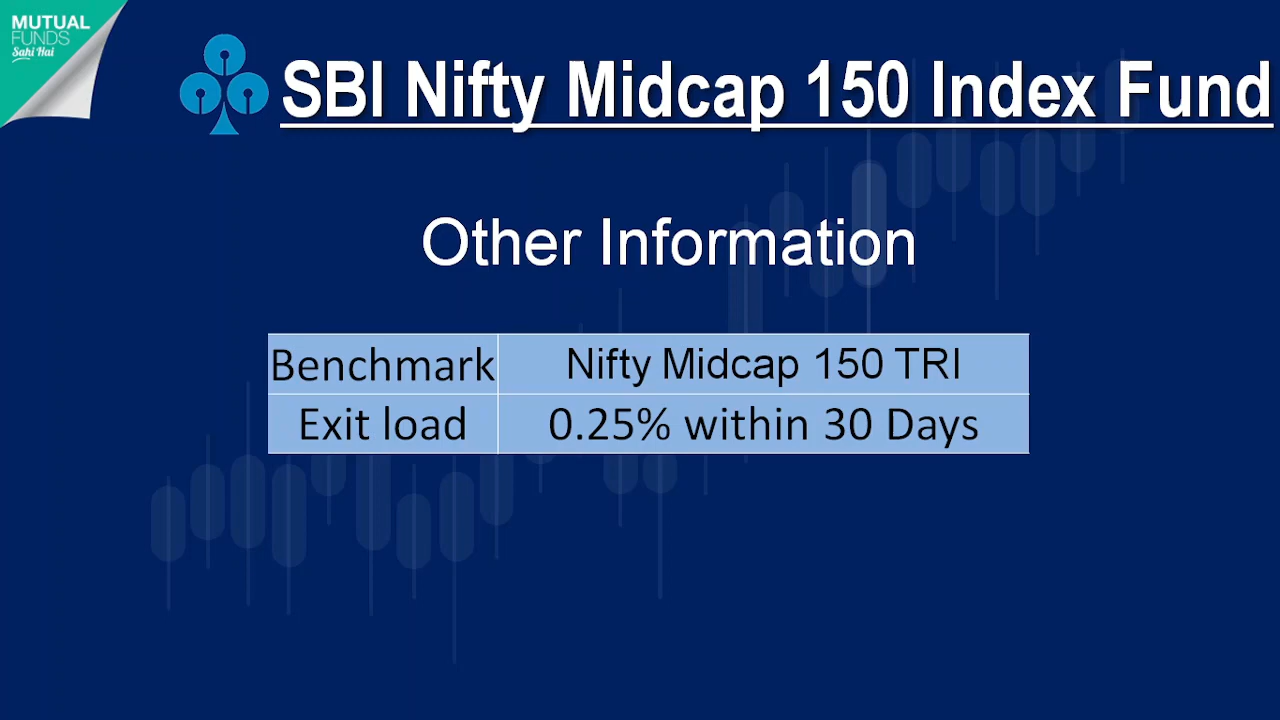 MUTUAL
FUNDS
Sahi Hai
SBI Nifty Midcap 150 Index Fund
Other Information
Benchmark Nifty Midcap 150 TRI
Exit load 0.25% within 30 Days